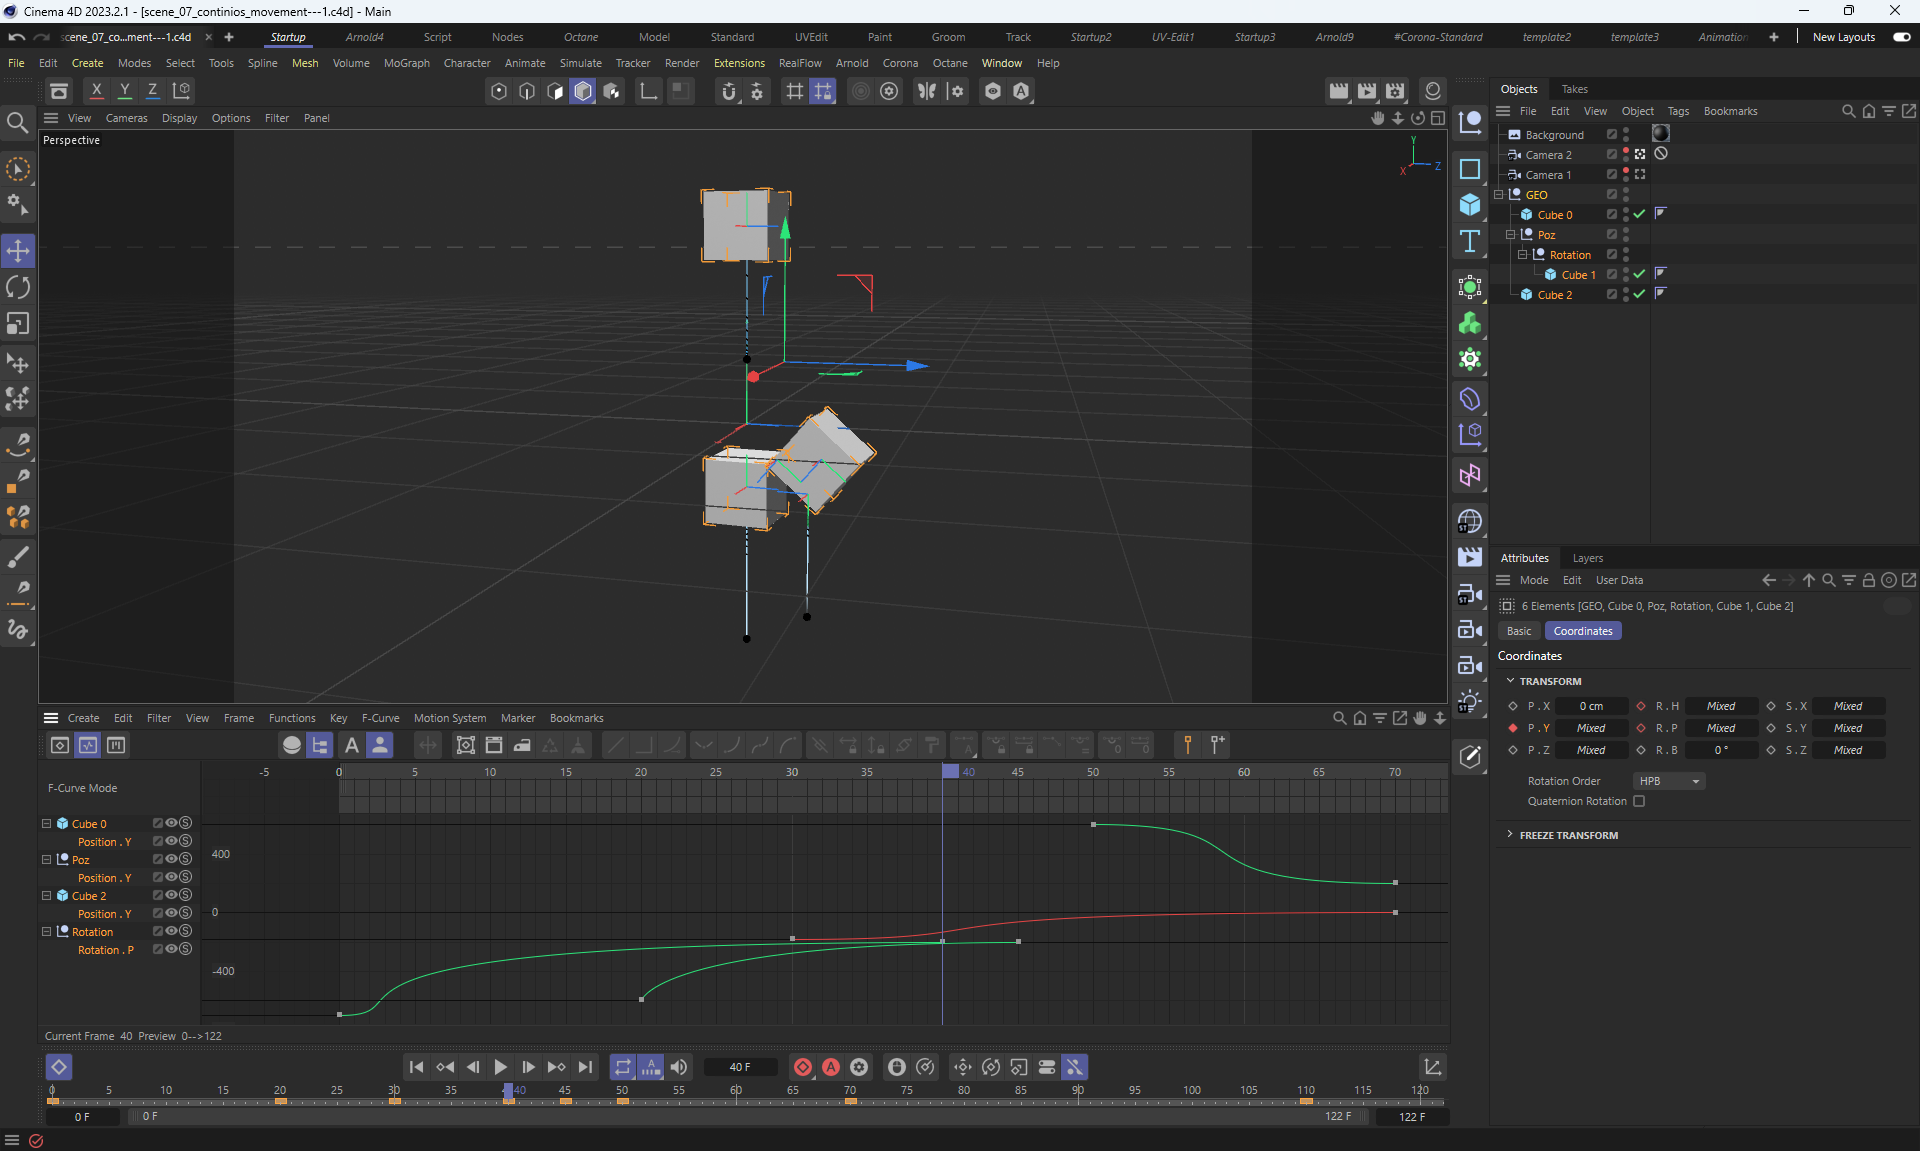 Cinema 4D 2023.2.1 - [scene_07_continios_movement---1.c4d] - Main
scene_07_co...ment---1.c4d × + Startup Arnold4 Script Nodes Octane Model Standard UVEdit Paint Groom Track Startup2 UV-Edit1 Startup3 Arnold9 #Corona-Standard template2 template3 Animation + New Layouts
File Edit Create Modes Select Tools Spline Mesh Volume MoGraph Character Animate Simulate Tracker Render Extensions RealFlow Arnold Corona Octane Window Help
X Y Z
Objects Takes
View Cameras Display Options Filter Panel
File Edit View Object Tags Bookmarks
Perspective
Y
X
Z
Background
Camera 2
Camera 1
GEO
Cube 0
Poz
Rotation
Cube 1
Cube 2
Attributes Layers
Mode Edit User Data
6 Elements [GEO, Cube 0, Poz, Rotation, Cube 1, Cube 2]
Basic Coordinates
Coordinates
TRANSFORM
P . X 0 cm R . H Mixed S . X Mixed
P . Y Mixed R . P Mixed S . Y Mixed
P . Z Mixed R . B 0 ° S . Z Mixed
Rotation Order HPB
Quaternion Rotation
FREEZE TRANSFORM
Create Edit Filter View Frame Functions Key F-Curve Motion System Marker Bookmarks
-5 0 5 10 15 20 25 30 35 40 45 50 55 60 65 70
F-Curve Mode
Cube 0
Position . Y
Poz
Position . Y
Cube 2
Position . Y
Rotation
Rotation . P
400
0
-400
Current Frame 40 Preview 0-->122
40 F
0 5 10 15 20 25 30 35 40 45 50 55 60 65 70 75 80 85 90 95 100 105 110 115 120
0 F 0 F 122 F 122 F